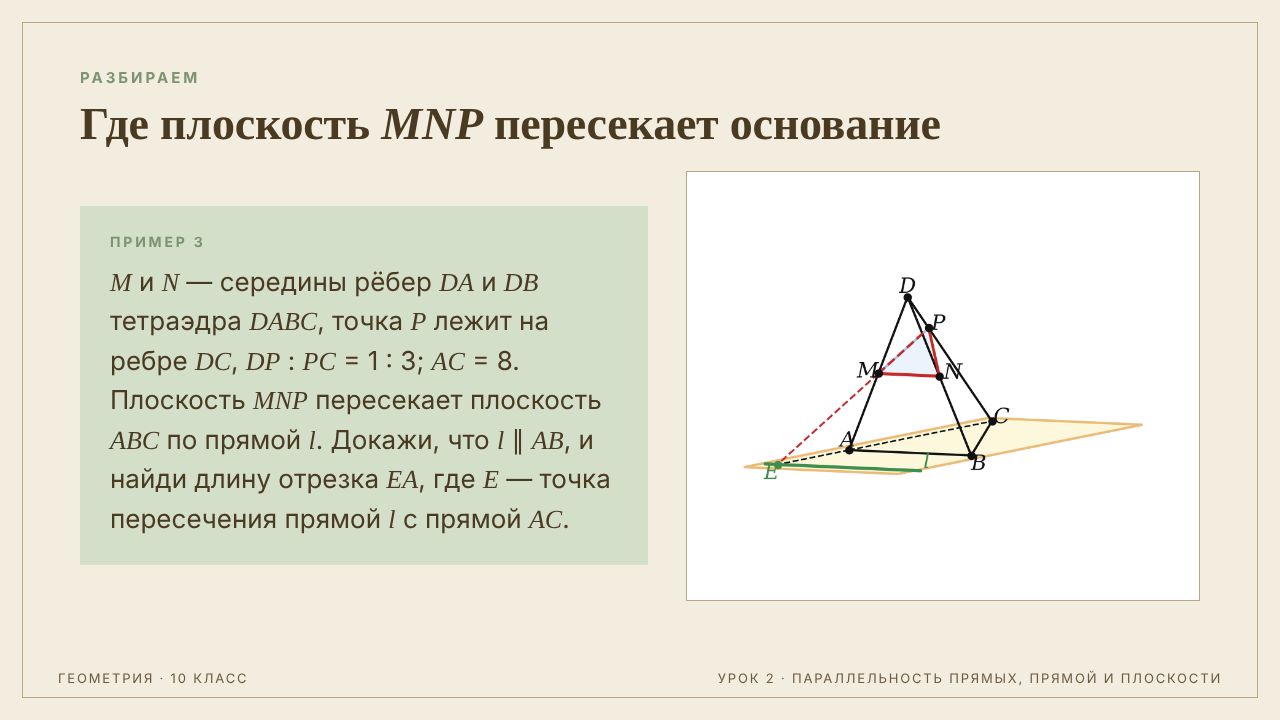 РАЗБИРАЕМ
Где плоскость MNP пересекает основание
ПРИМЕР 3
M и N — середины рёбер DA и DB
тетраэдра DABC, точка P лежит на
ребре DC, DP : PC = 1 : 3; AC = 8.
Плоскость MNP пересекает плоскость
ABC по прямой l. Докажи, что l ∥ AB, и
найди длину отрезка EA, где E — точка
пересечения прямой l с прямой AC.
D
P
M
N
C
A
l
B
E
ГЕОМЕТРИЯ · 10 КЛАСС
УРОК 2 · ПАРАЛЛЕЛЬНОСТЬ ПРЯМЫХ, ПРЯМОЙ И ПЛОСКОСТИ